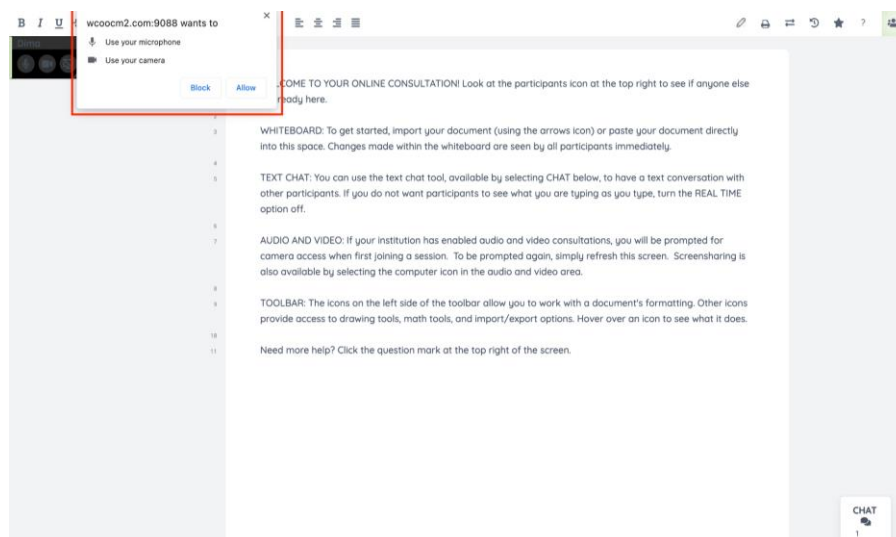 B I U
wcoocm2.com:9088 wants to
×
?
Dima
Use your microphone
Use your camera
Block Allow
COME TO YOUR ONLINE CONSULTATION! Look at the participants icon at the top right to see if anyone else
ready here.
3 WHITEBOARD: To get started, import your document (using the arrows icon) or paste your document directly
into this space. Changes made within the whiteboard are seen by all participants immediately.
4
5 TEXT CHAT: You can use the text chat tool, available by selecting CHAT below, to have a text conversation with
other participants. If you do not want participants to see what you are typing as you type, turn the REAL TIME
option off.
6
7 AUDIO AND VIDEO: If your institution has enabled audio and video consultations, you will be prompted for
camera access when first joining a session. To be prompted again, simply refresh this screen. Screensharing is
also available by selecting the computer icon in the audio and video area.
8
9 TOOLBAR: The icons on the left side of the toolbar allow you to work with a document's formatting. Other icons
provide access to drawing tools, math tools, and import/export options. Hover over an icon to see what it does.
10
11 Need more help? Click the question mark at the top right of the screen.
CHAT
1